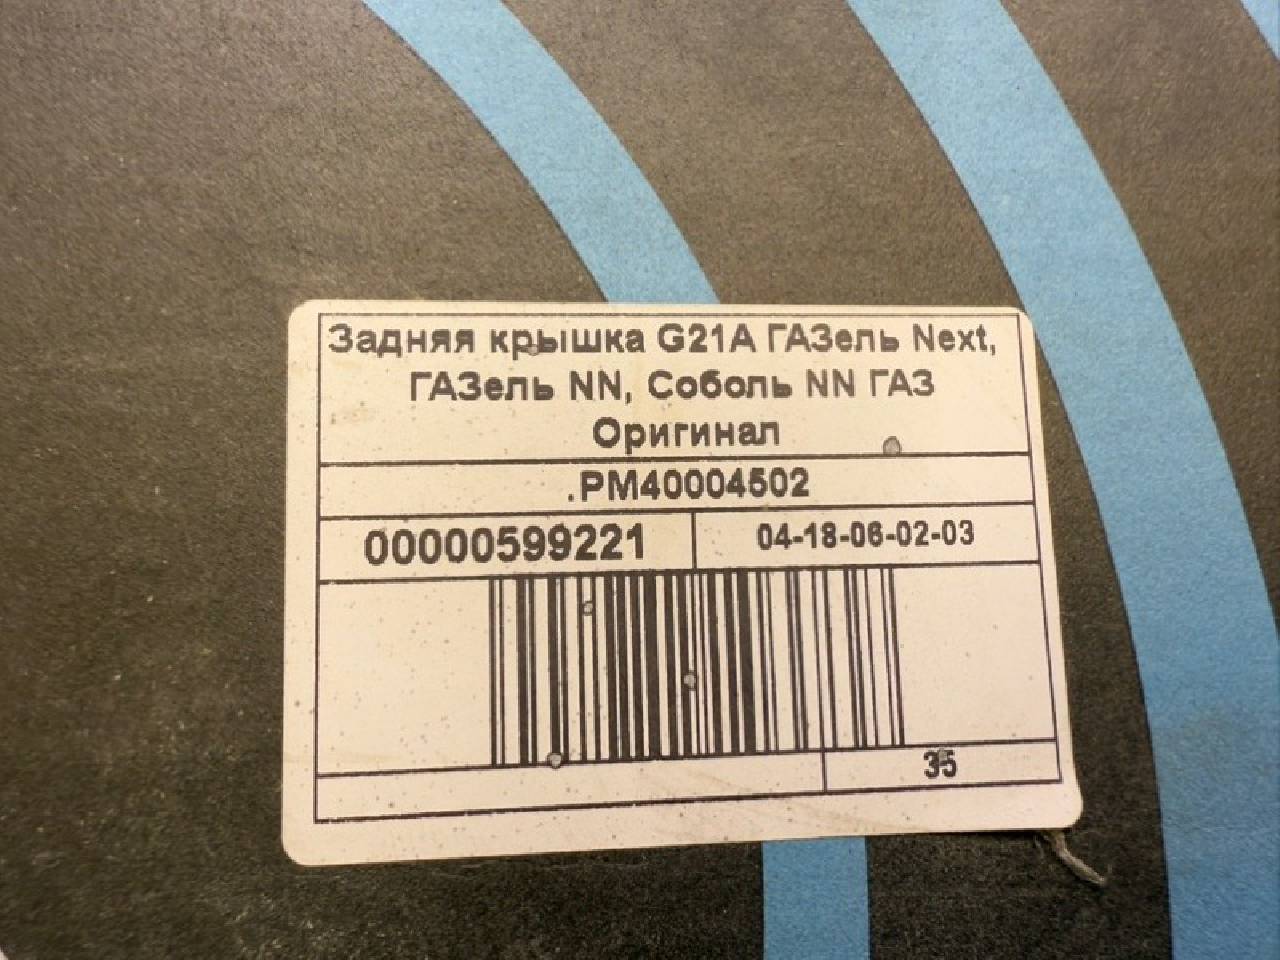 Задняя крышка G21A ГАЗель Next,
ГАЗель NN, Соболь NN ГАЗ
Оригинал
.PM40004502
00000599221 04-18-06-02-03
35